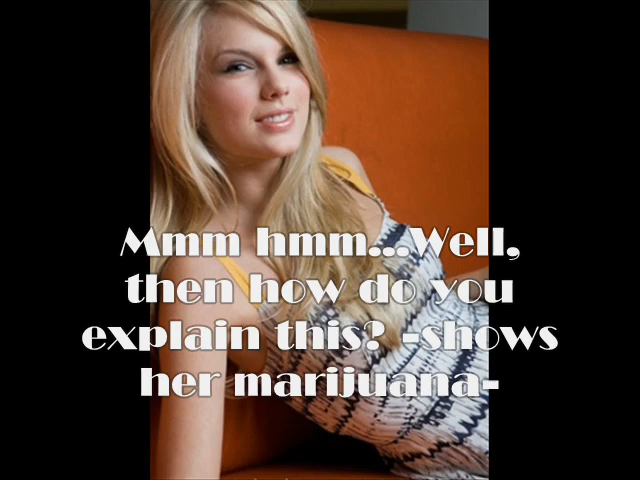 Mmm hmm...Well,
then how do you
explain this? -shows
her marijuana-